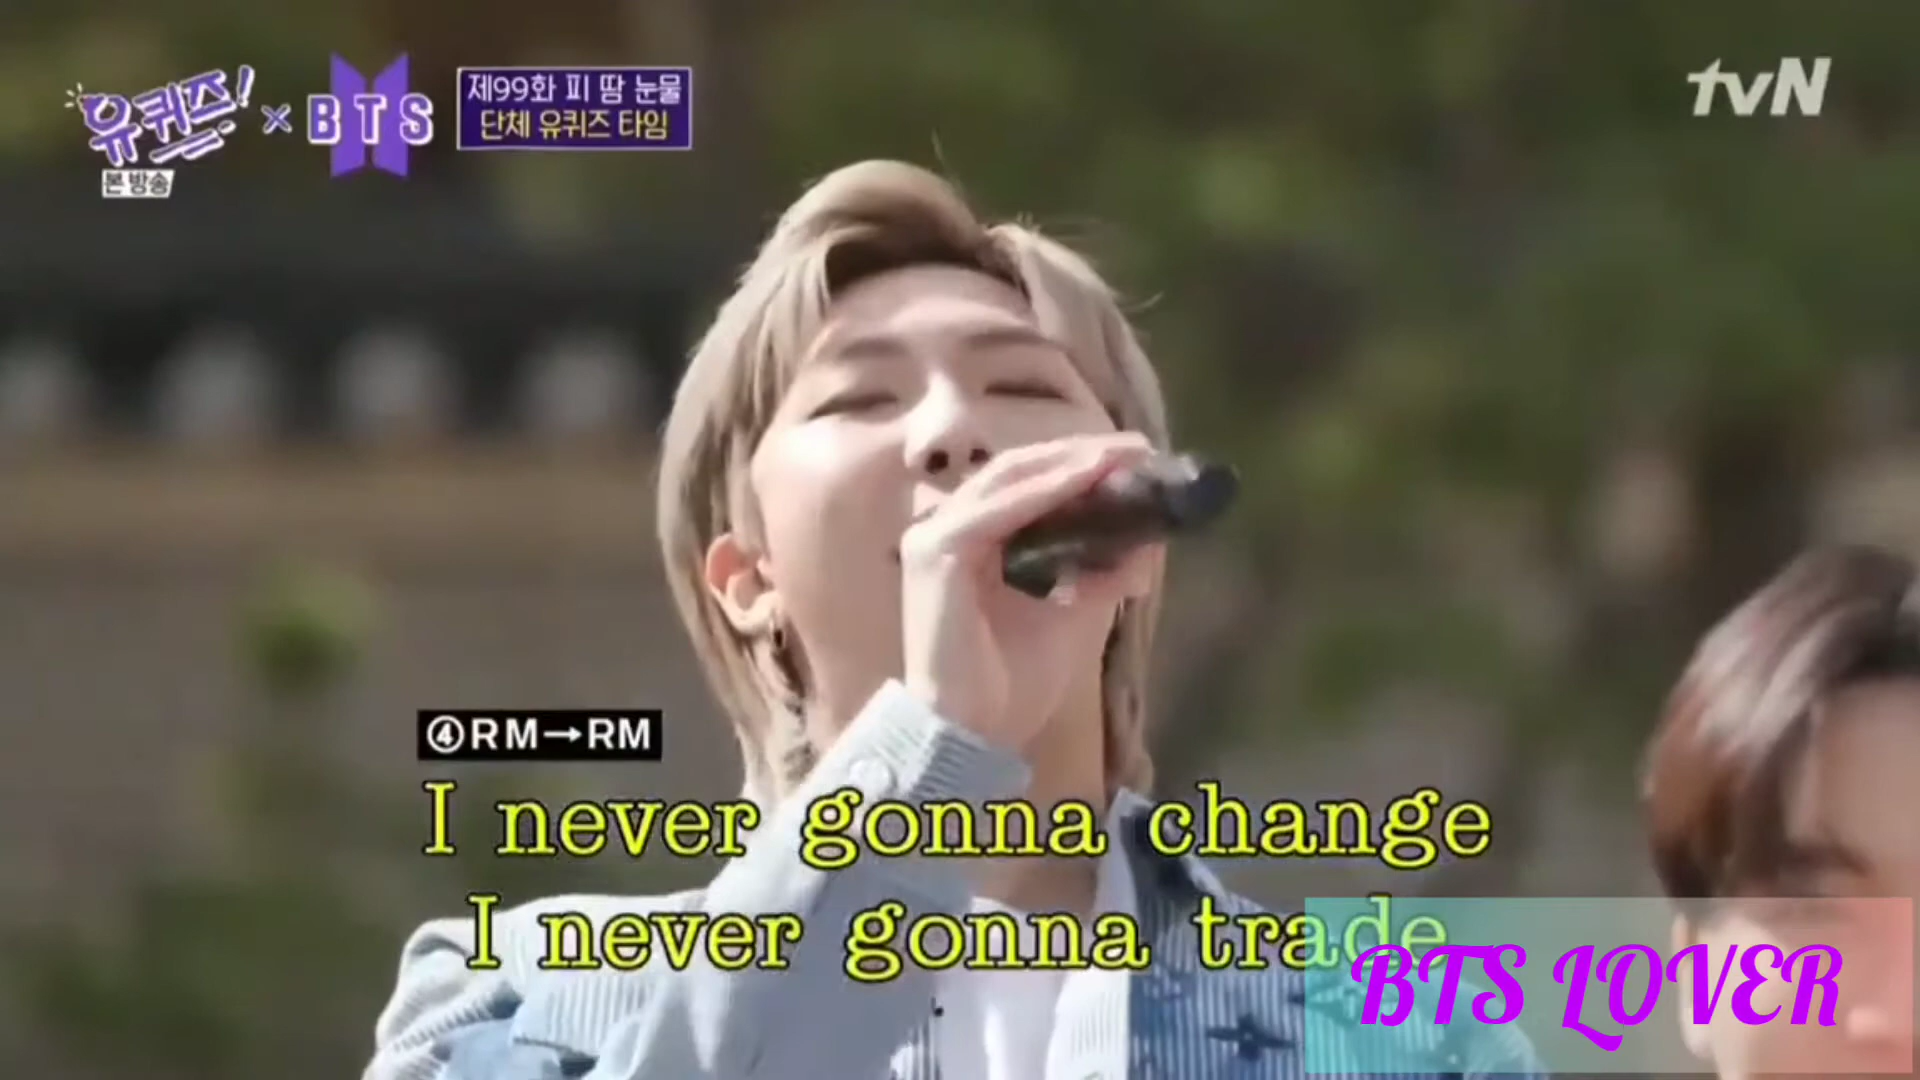 유퀴즈!
본 방송
×
BTS
제99화 피 땀 눈물
단체 유퀴즈 타임
tvN
④RM→RM
I never gonna change
I never gonna trade
BTS LOVER